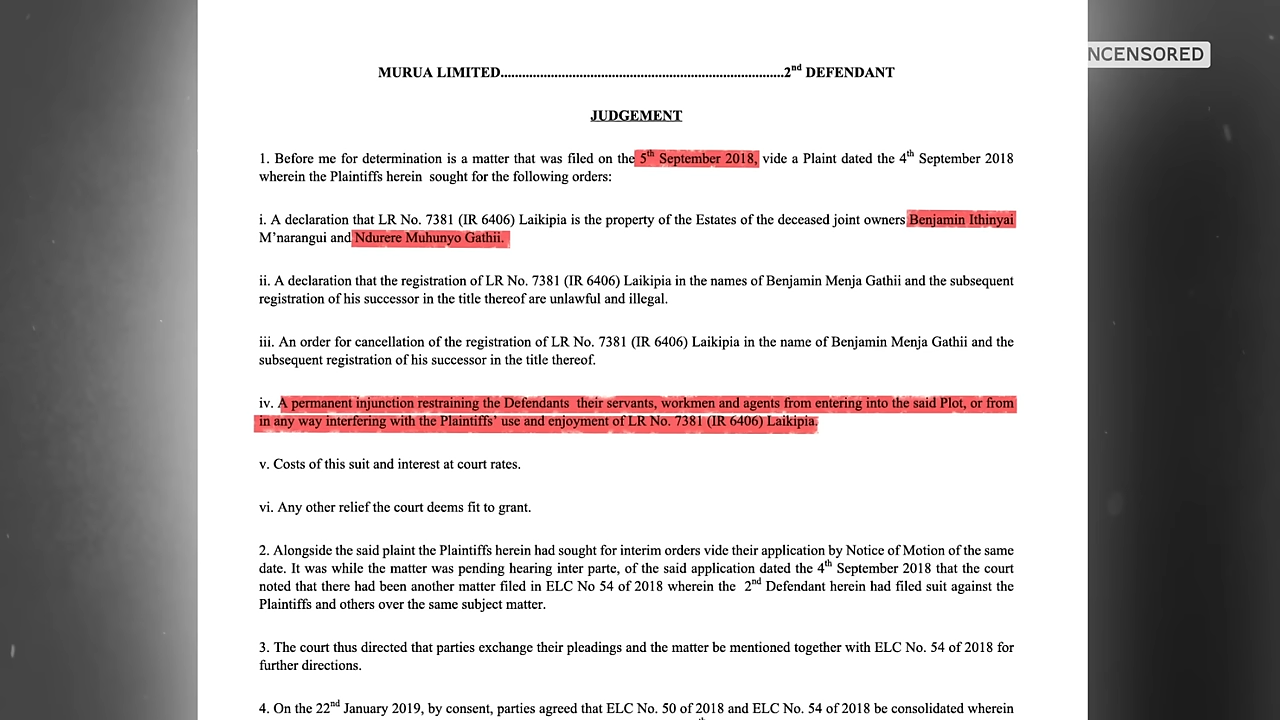 NCENSORED
MURUA LIMITED...............................................................................2nd DEFENDANT
JUDGEMENT
1. Before me for determination is a matter that was filed on the 5th September 2018, vide a Plaint dated the 4th September 2018
wherein the Plaintiffs herein sought for the following orders:
i. A declaration that LR No. 7381 (IR 6406) Laikipia is the property of the Estates of the deceased joint owners Benjamin Ithinyai
M’narangui and Ndurere Muhunyo Gathii.
ii. A declaration that the registration of LR No. 7381 (IR 6406) Laikipia in the names of Benjamin Menja Gathii and the subsequent
registration of his successor in the title thereof are unlawful and illegal.
iii. An order for cancellation of the registration of LR No. 7381 (IR 6406) Laikipia in the name of Benjamin Menja Gathii and the
subsequent registration of his successor in the title thereof.
iv. A permanent injunction restraining the Defendants their servants, workmen and agents from entering into the said Plot, or from
in any way interfering with the Plaintiffs’ use and enjoyment of LR No. 7381 (IR 6406) Laikipia.
v. Costs of this suit and interest at court rates.
vi. Any other relief the court deems fit to grant.
2. Alongside the said plaint the Plaintiffs herein had sought for interim orders vide their application by Notice of Motion of the same
date. It was while the matter was pending hearing inter parte, of the said application dated the 4th September 2018 that the court
noted that there had been another matter filed in ELC No 54 of 2018 wherein the 2nd Defendant herein had filed suit against the
Plaintiffs and others over the same subject matter.
3. The court thus directed that parties exchange their pleadings and the matter be mentioned together with ELC No. 54 of 2018 for
further directions.
4. On the 22nd January 2019, by consent, parties agreed that ELC No. 50 of 2018 and ELC No. 54 of 2018 be consolidated wherein